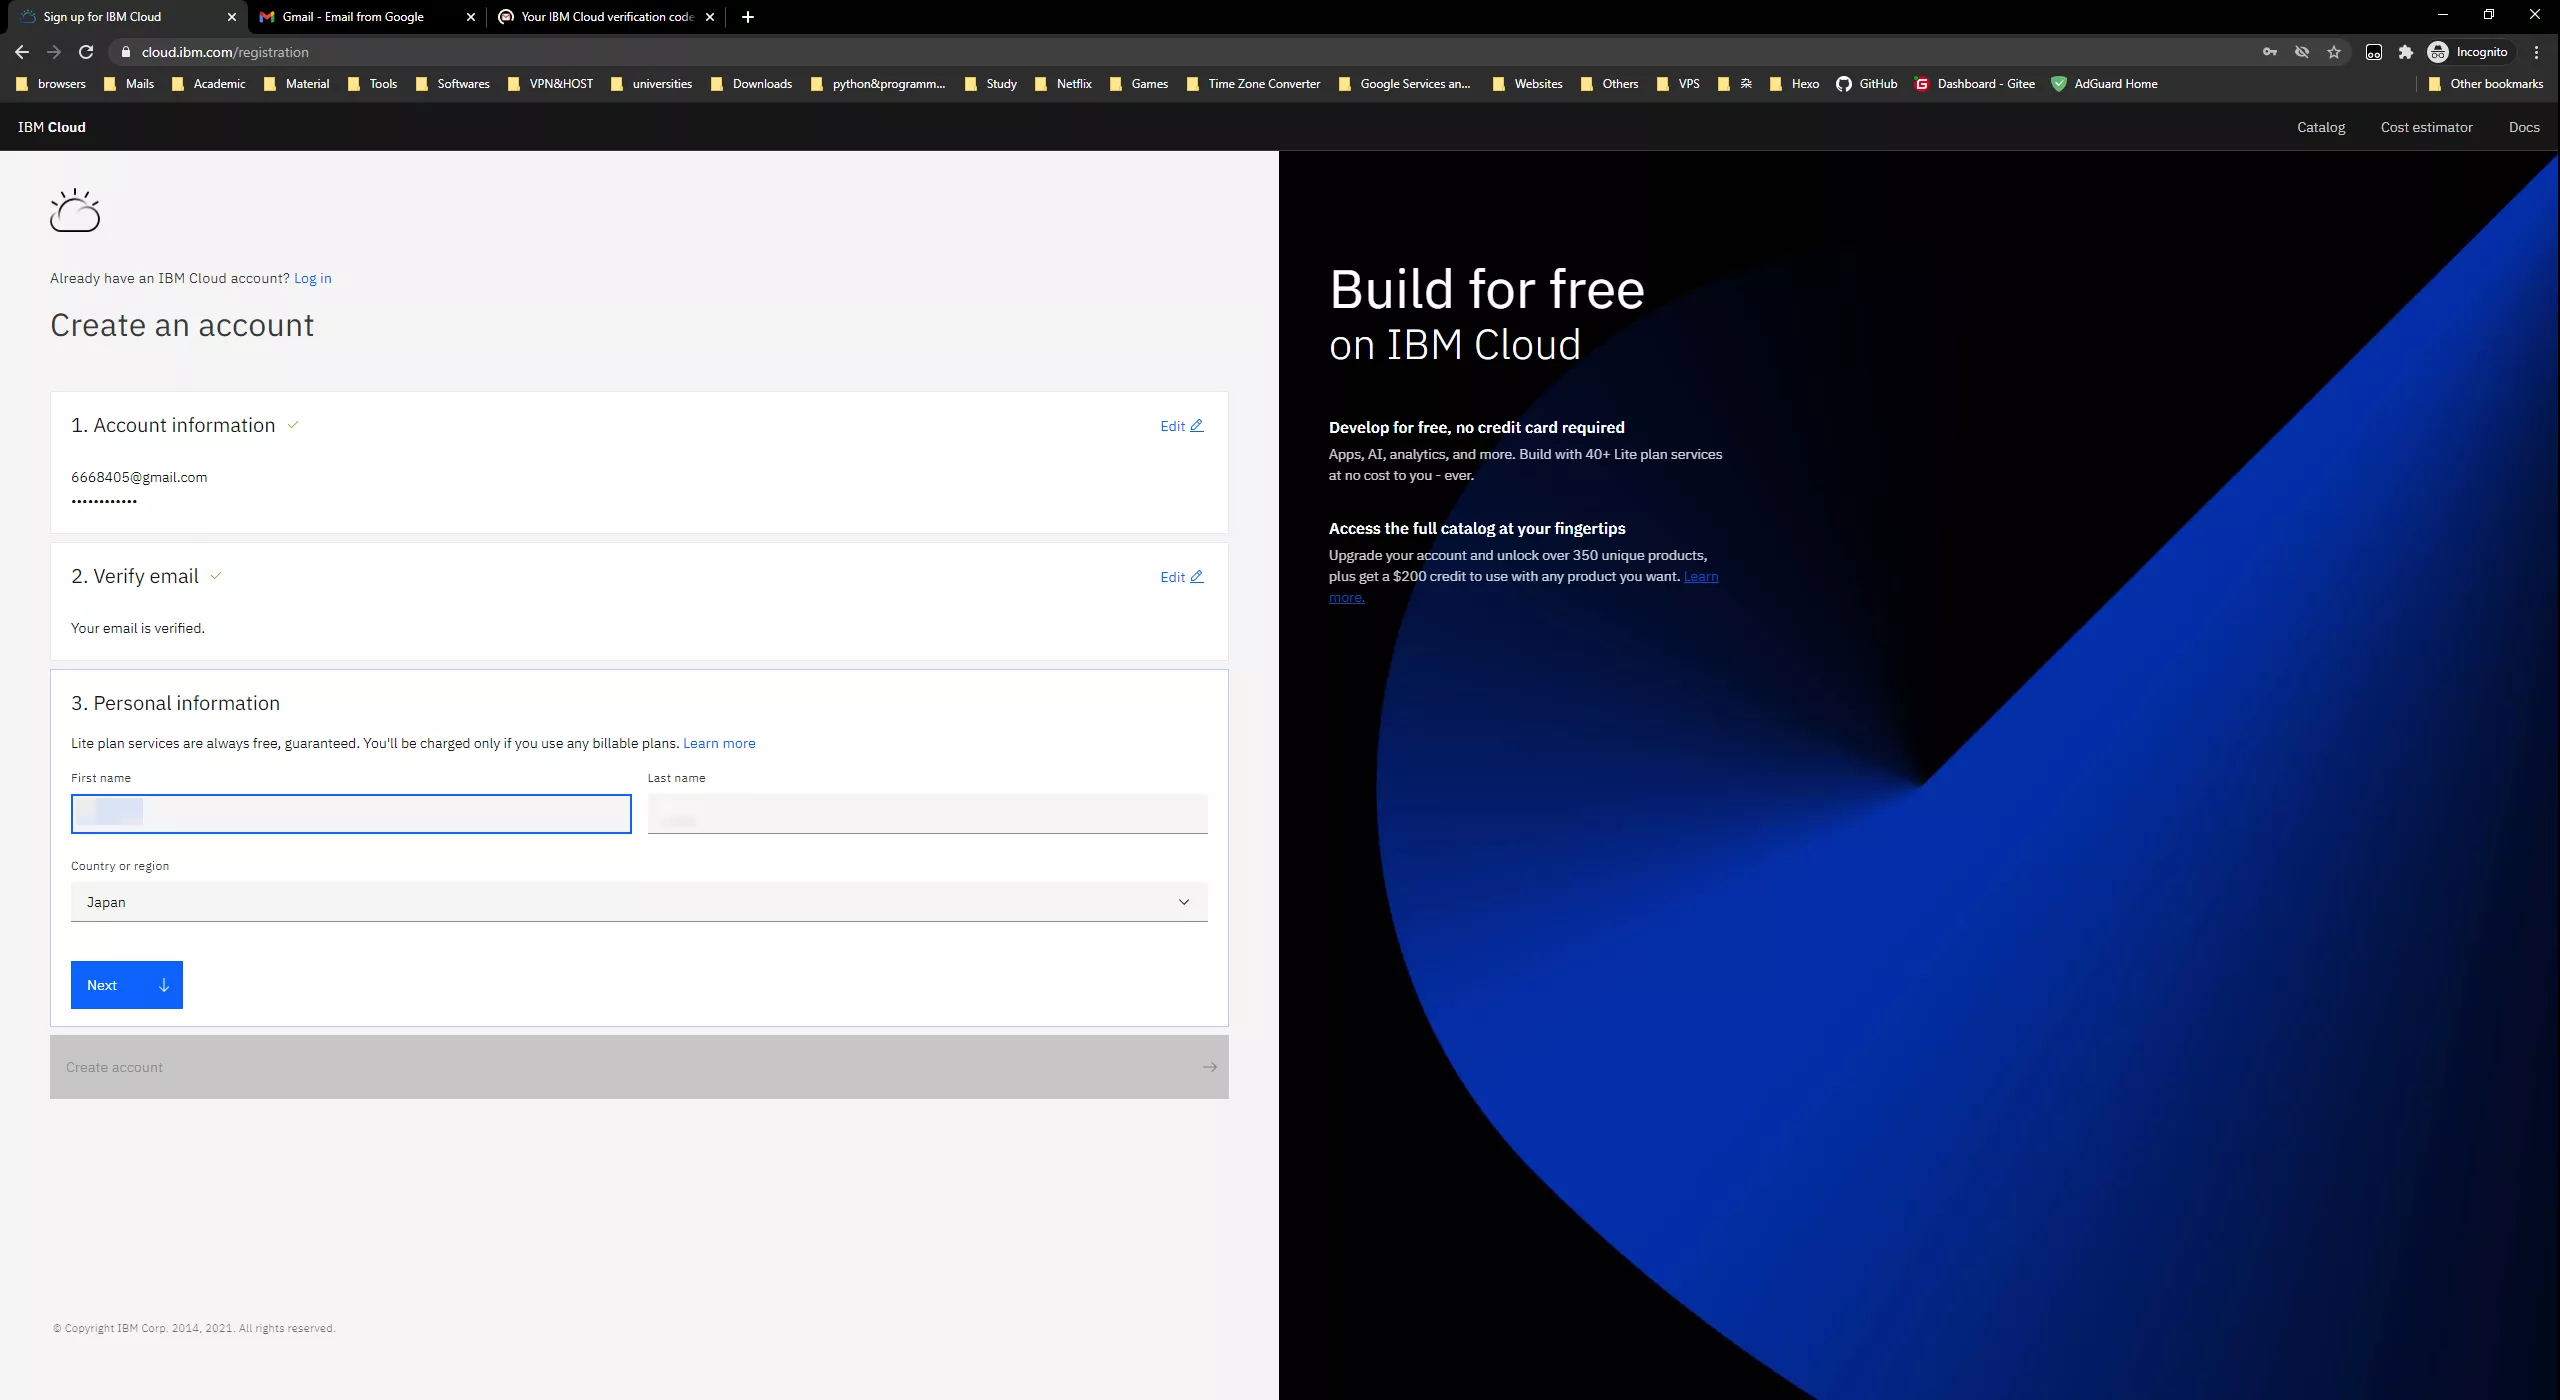 Sign up for IBM Cloud
Gmail - Email from Google
Your IBM Cloud verification code
cloud.ibm.com/registration
Incognito
browsers Mails Academic Material Tools Softwares VPN&HOST universities Downloads python&programm... Study Netflix Games Time Zone Converter Google Services an... Websites Others VPS 杂 Hexo GitHub Dashboard - Gitee AdGuard Home Other bookmarks
IBM Cloud
Catalog Cost estimator Docs
Already have an IBM Cloud account? Log in
Create an account
1. Account information
Edit
6668405@gmail.com
••••••••••••
2. Verify email
Edit
Your email is verified.
3. Personal information
Lite plan services are always free, guaranteed. You'll be charged only if you use any billable plans. Learn more
First name
Last name
Country or region
Japan
Next
Create account
© Copyright IBM Corp. 2014, 2021. All rights reserved.
Build for free
on IBM Cloud
Develop for free, no credit card required
Apps, AI, analytics, and more. Build with 40+ Lite plan services
at no cost to you - ever.
Access the full catalog at your fingertips
Upgrade your account and unlock over 350 unique products,
plus get a $200 credit to use with any product you want. Learn
more.